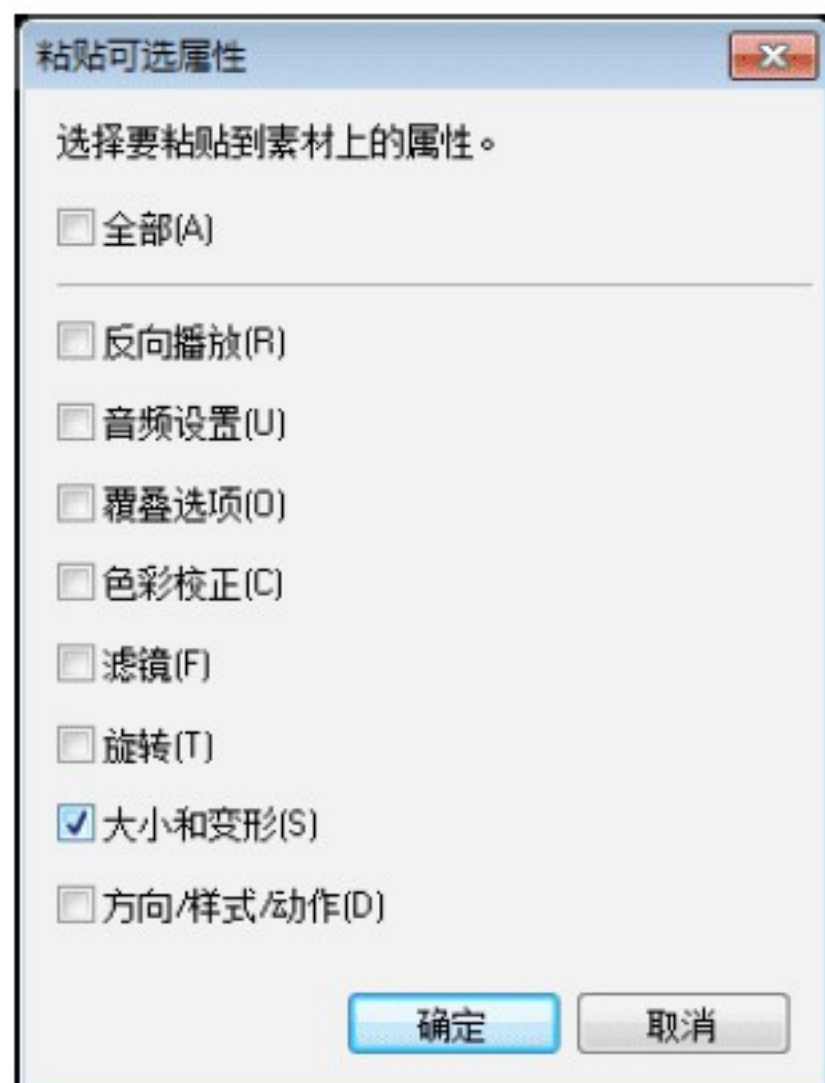 粘贴可选属性
选择要粘贴到素材上的属性。
全部(A)
反向播放(R)
音频设置(U)
覆叠选项(O)
色彩校正(C)
滤镜(F)
旋转(T)
大小和变形(S)
方向/样式/动作(D)
确定 取消